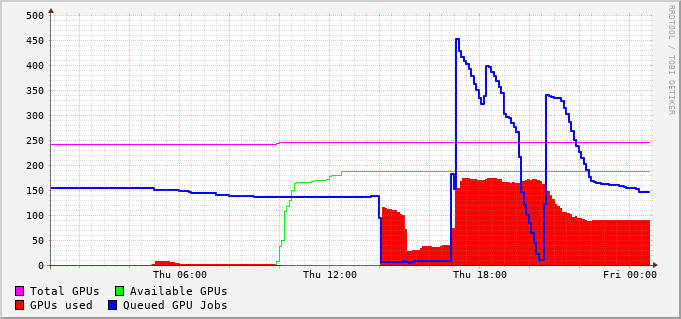 500
450
400
350
300
250
200
150
100
50
0
Thu 06:00 Thu 12:00 Thu 18:00 Fri 00:00
Total GPUs Available GPUs
GPUs used Queued GPU Jobs
RRDTOOL / TOBI OETIKER